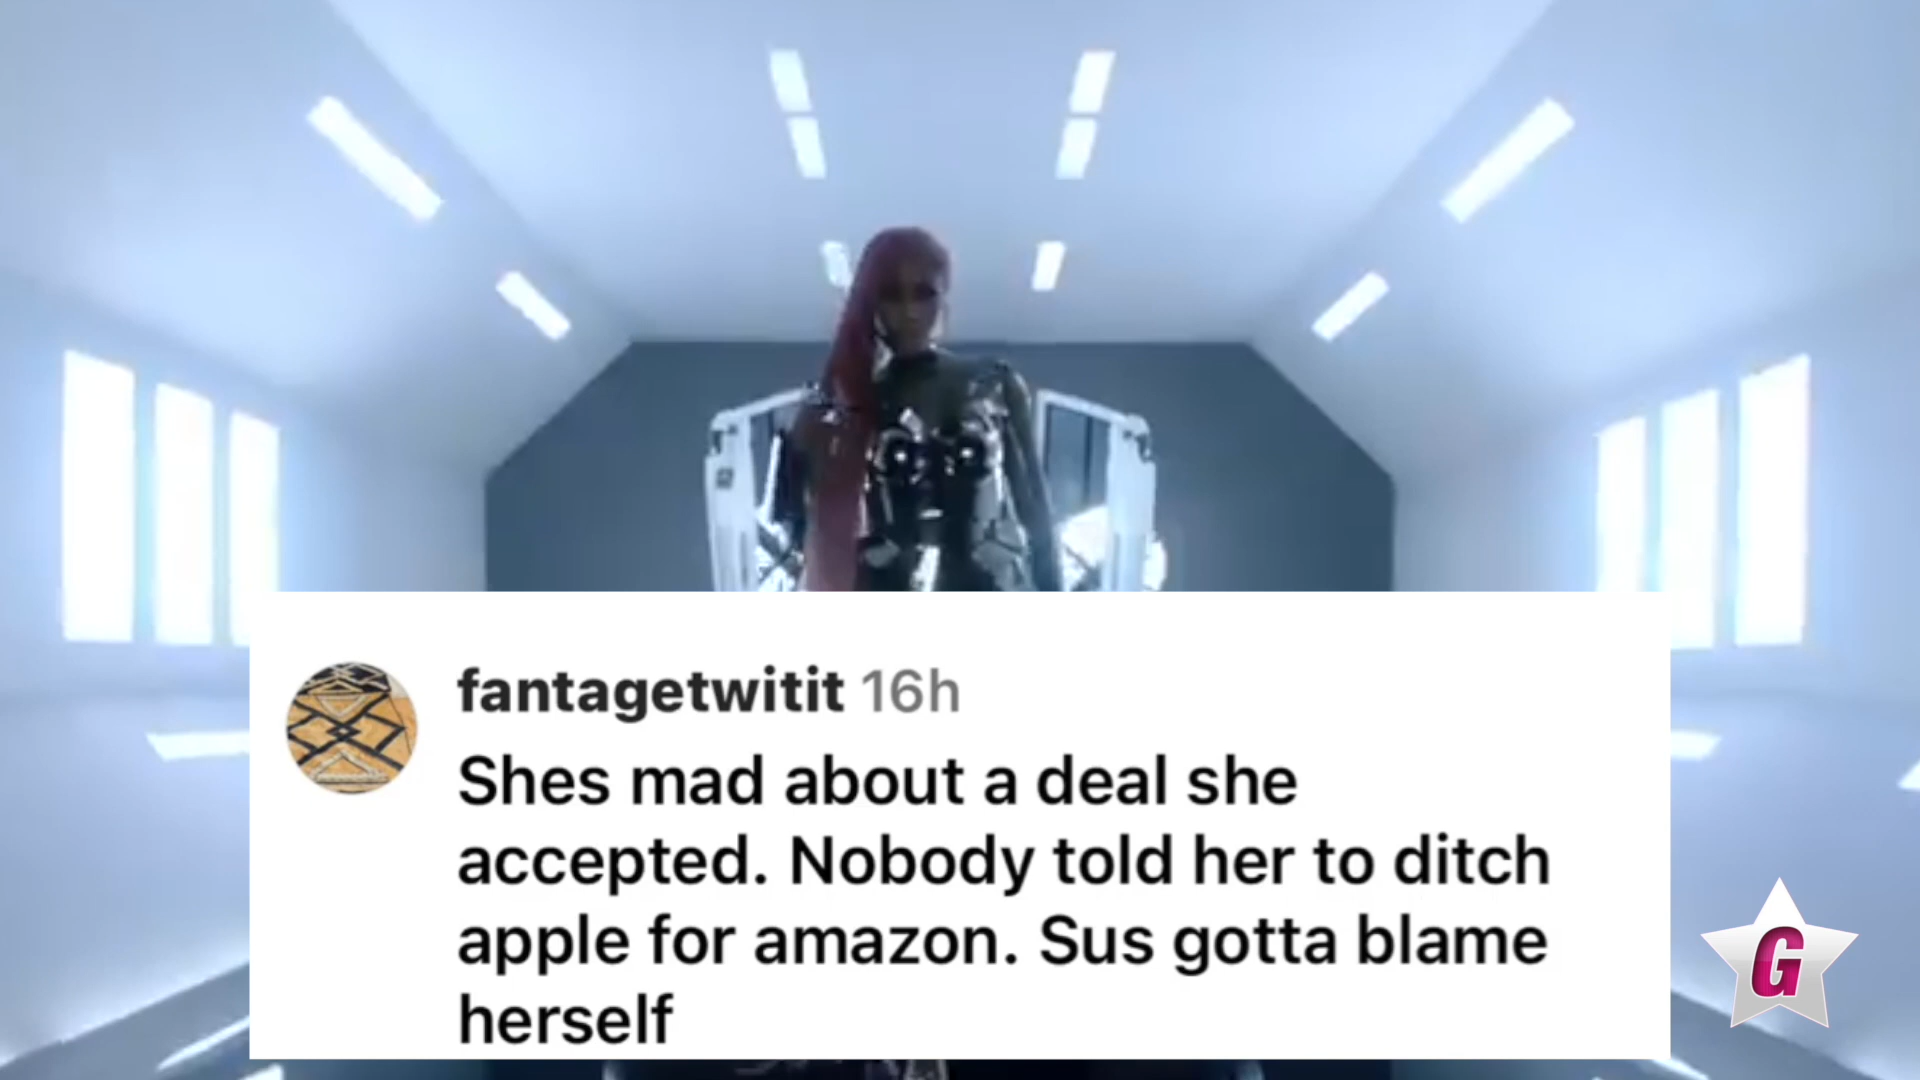 fantagetwitit 16h
Shes mad about a deal she
accepted. Nobody told her to ditch
apple for amazon. Sus gotta blame
herself
G